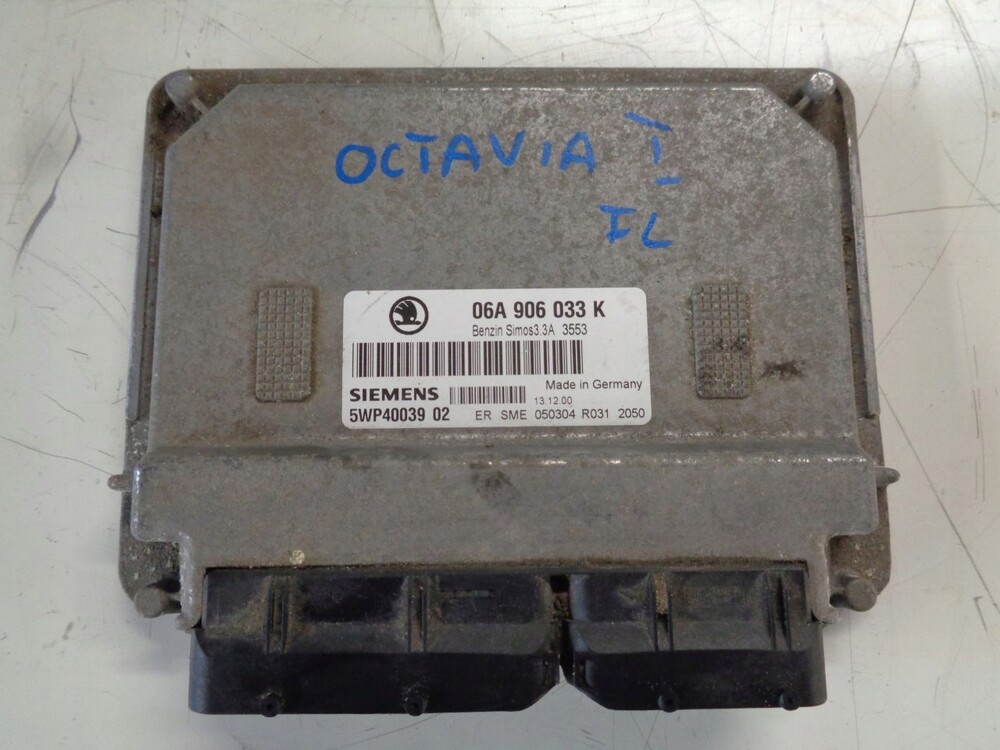 OCTAVIA I
IL
06A 906 033 K
Benzin Simos3.3A 3553
SIEMENS Made in Germany
13.12.00
5WP40039 02 ER SME 050304 R031 2050